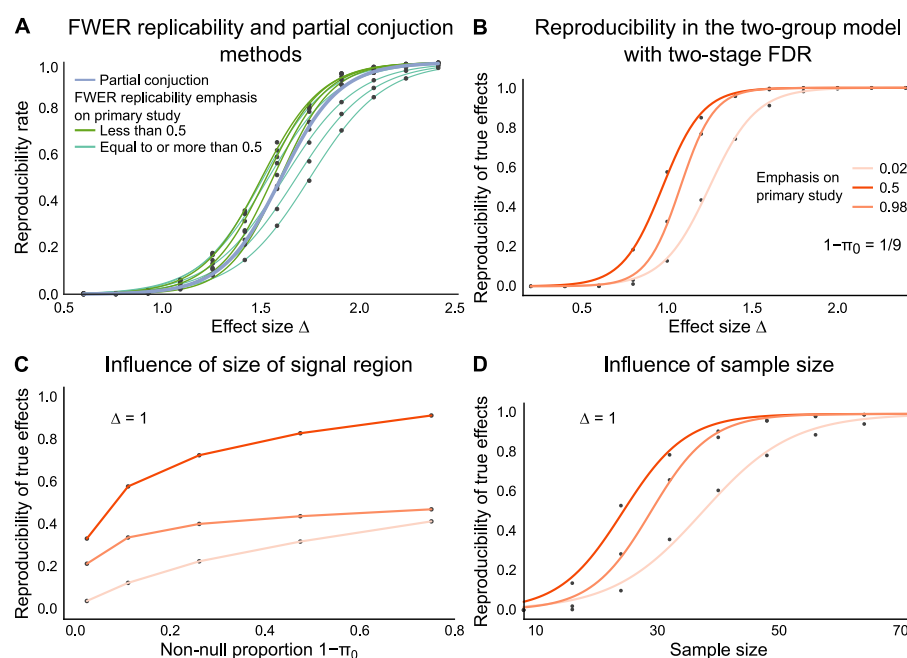 A
FWER replicability and partial conjuction
methods
Reproducibility rate
1.0
0.8
0.6
0.4
0.2
0.0
Partial conjuction
FWER replicability emphasis
on primary study
Less than 0.5
Equal to or more than 0.5
0.5
1.0
1.5
2.0
2.5
Effect size Δ
B
Reproducibility in the two-group model
with two-stage FDR
Reproducibility of true effects
1.0
0.8
0.6
0.4
0.2
0.0
Emphasis on
primary study
0.02
0.5
0.98
1−π0 = 1/9
1.0
2.0
Effect size Δ
C
Influence of size of signal region
Reproducibility of true effects
1.0
0.8
0.6
0.4
0.2
0.0
Δ = 1
0.0
0.2
0.4
0.6
0.8
Non-null proportion 1−π0
D
Influence of sample size
Reproducibility of true effects
1.0
0.8
0.6
0.4
0.2
0.0
Δ = 1
10
30
50
70
Sample size